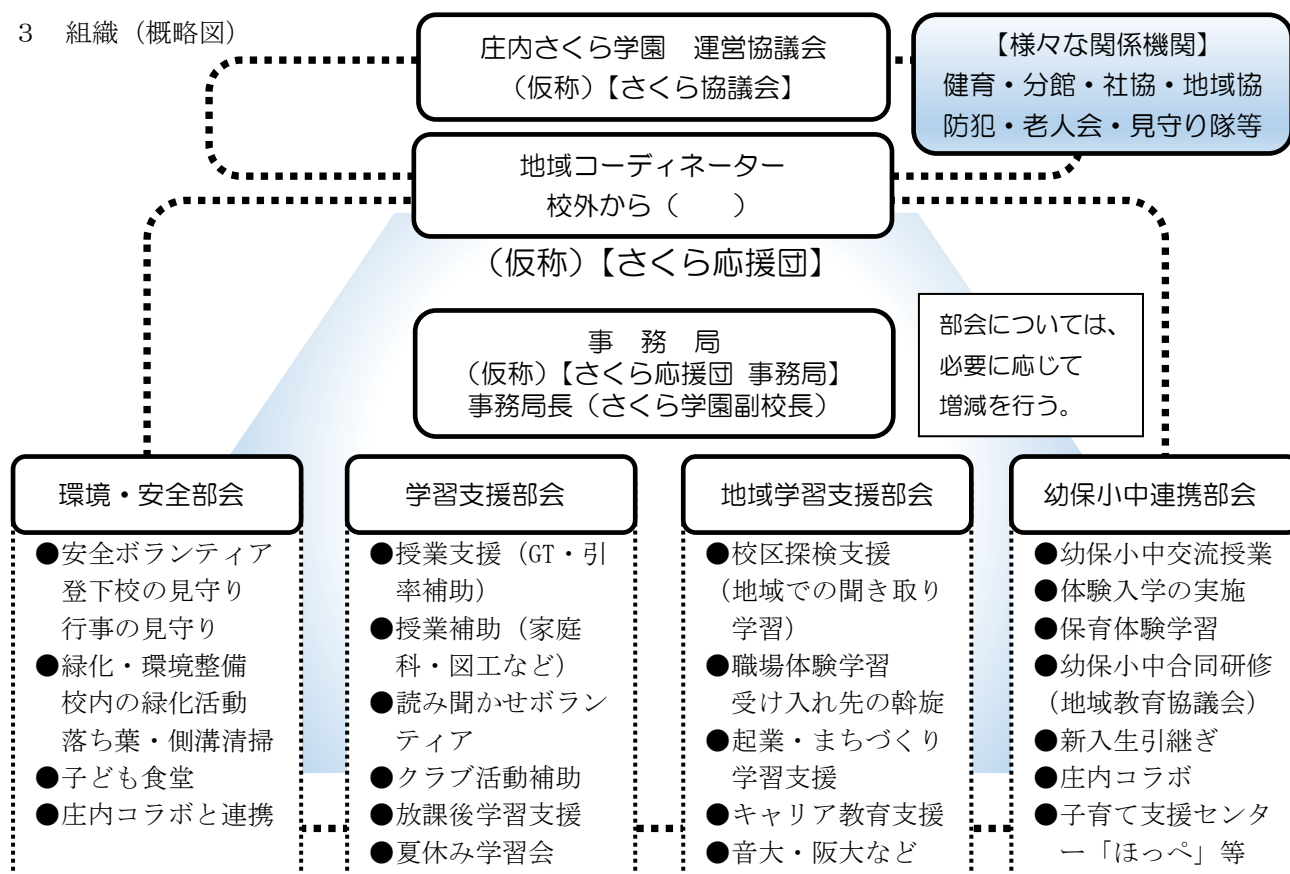 3　組織（概略図）
庄内さくら学園　運営協議会
（仮称）【さくら協議会】
【様々な関係機関】
健育・分館・社協・地域協
防犯・老人会・見守り隊等
地域コーディネーター
校外から（　　）
（仮称）【さくら応援団】
事　務　局
（仮称）【さくら応援団 事務局】
事務局長（さくら学園副校長）
部会については、
必要に応じて
増減を行う。
環境・安全部会
●安全ボランティア
登下校の見守り
行事の見守り
●緑化・環境整備
校内の緑化活動
落ち葉・側溝清掃
●子ども食堂
●庄内コラボと連携
学習支援部会
●授業支援（GT・引
率補助）
●授業補助（家庭
科・図工など）
●読み聞かせボラン
ティア
●クラブ活動補助
●放課後学習支援
●夏休み学習会
地域学習支援部会
●校区探検支援
（地域での聞き取り
学習）
●職場体験学習
受け入れ先の斡旋
●起業・まちづくり
学習支援
●キャリア教育支援
●音大・阪大など
幼保小中連携部会
●幼保小中交流授業
●体験入学の実施
●保育体験学習
●幼保小中合同研修
（地域教育協議会）
●新入生引継ぎ
●庄内コラボ
●子育て支援センタ
ー「ほっぺ」等